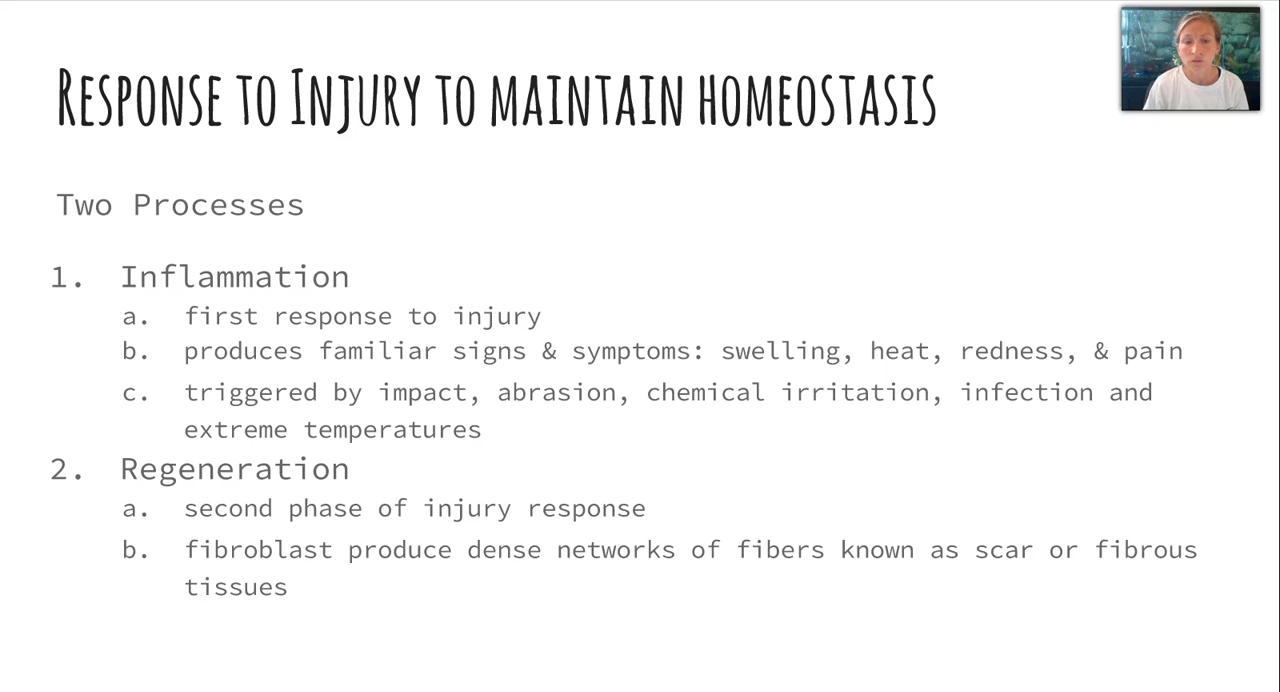 Response to Injury to maintain homeostasis
Two Processes
1. Inflammation
a. first response to injury
b. produces familiar signs & symptoms: swelling, heat, redness, & pain
c. triggered by impact, abrasion, chemical irritation, infection and
extreme temperatures
2. Regeneration
a. second phase of injury response
b. fibroblast produce dense networks of fibers known as scar or fibrous
tissues